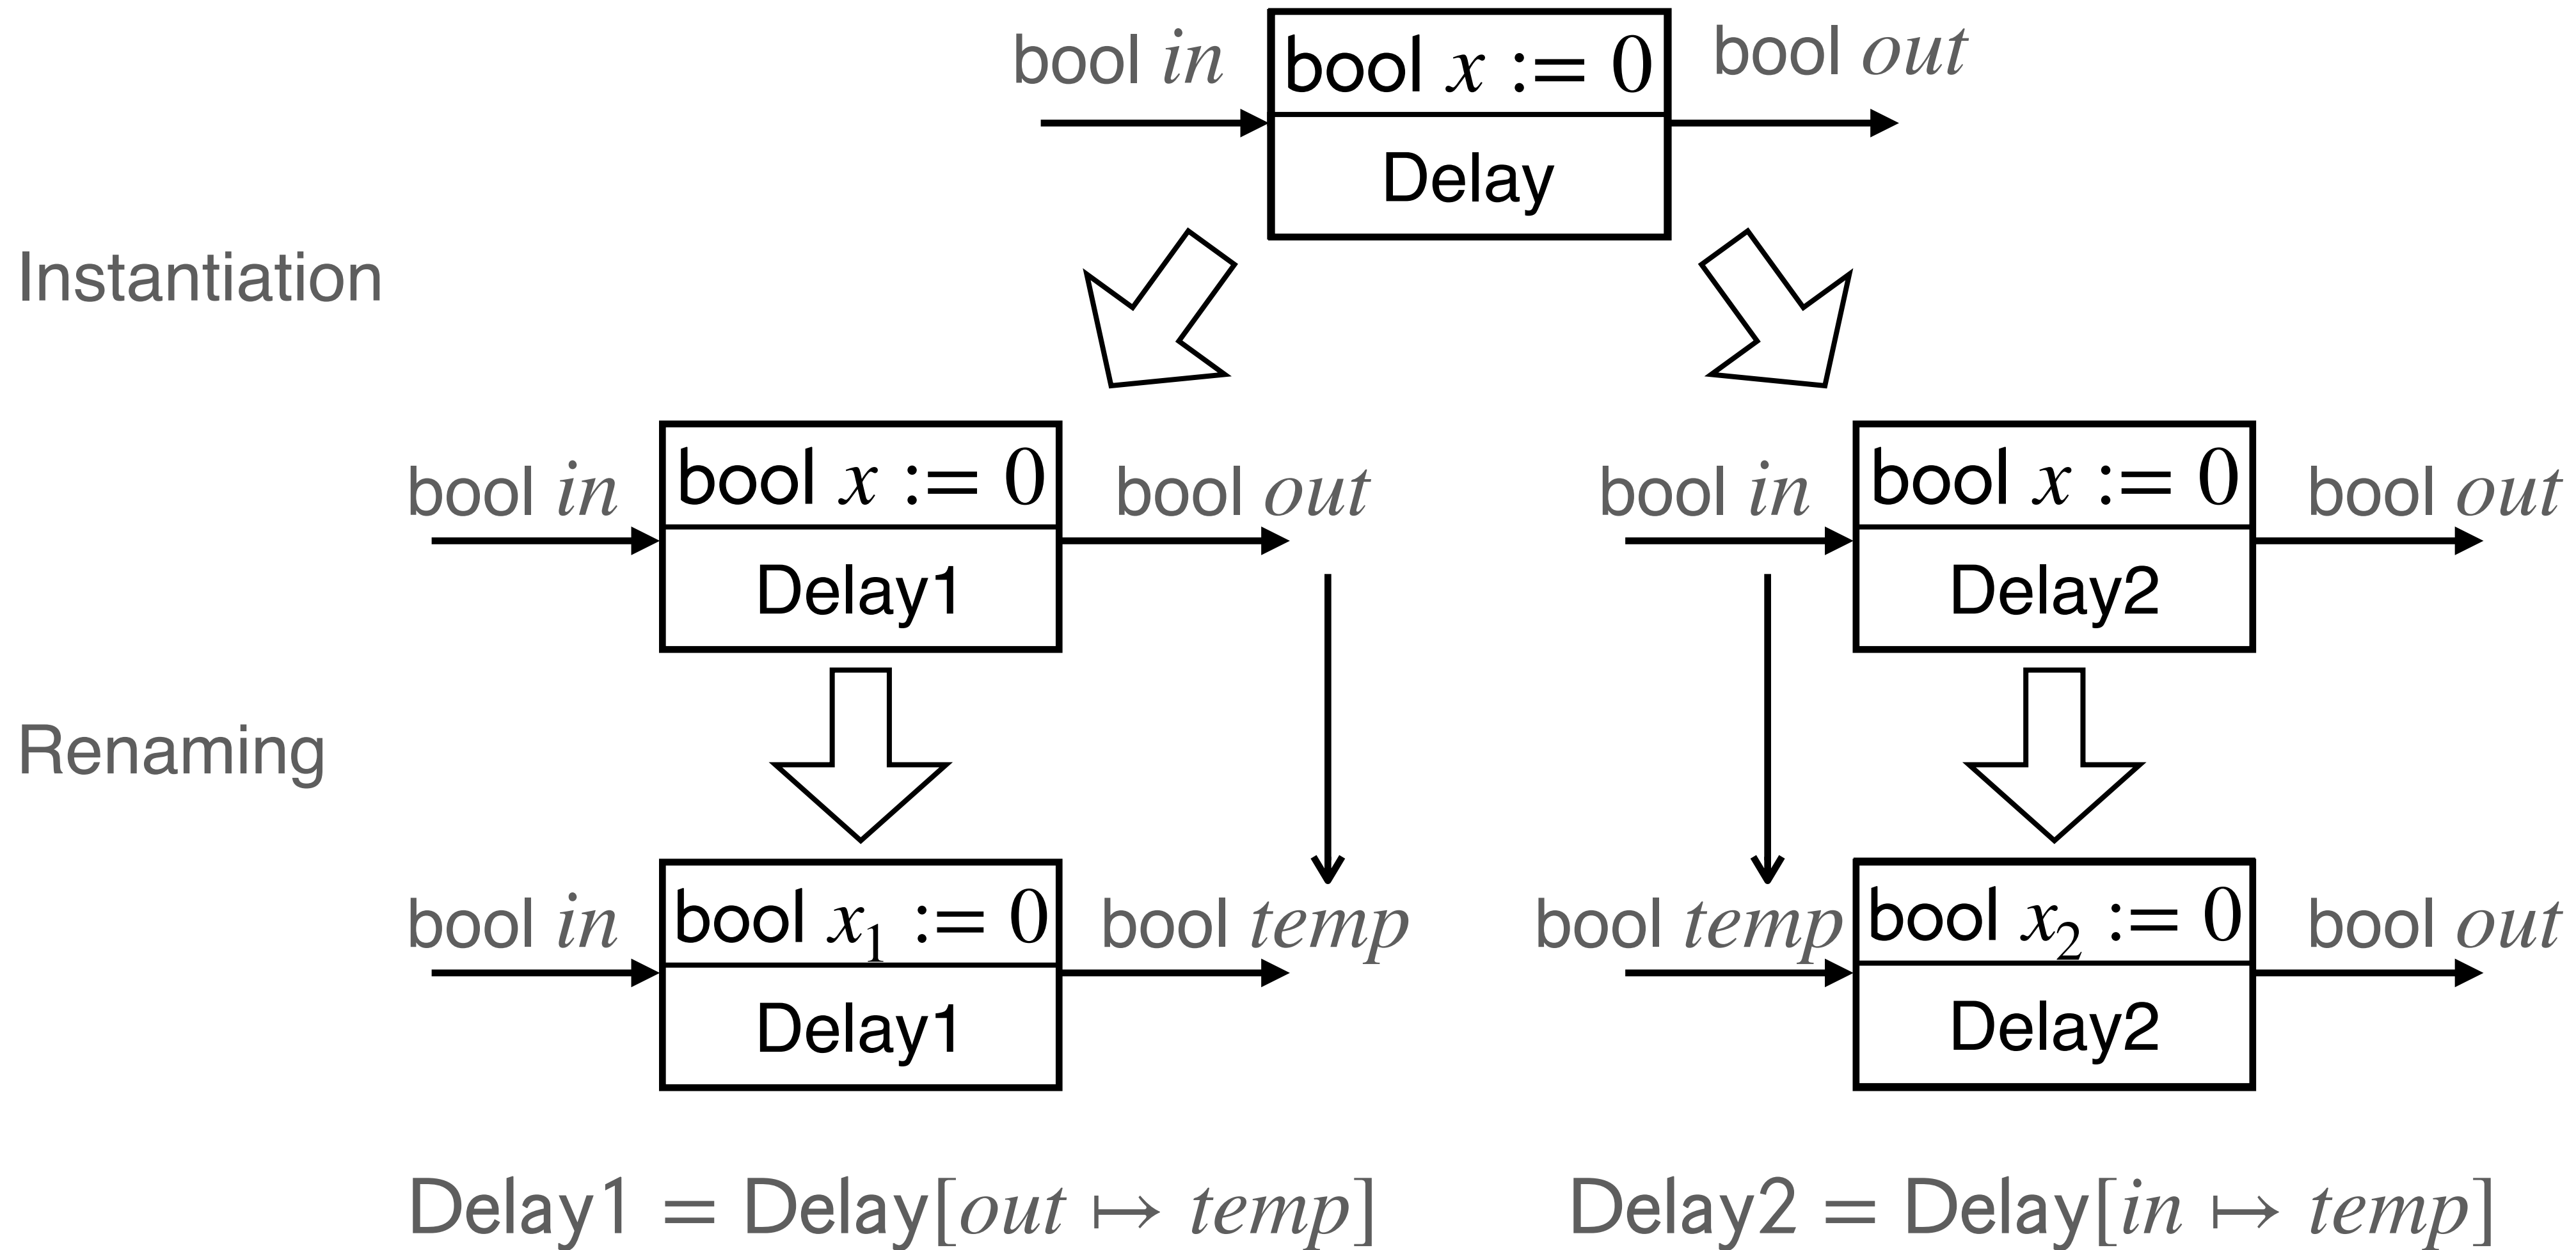 bool in bool x := 0 bool out
Delay
Instantiation
bool in bool x := 0 bool out bool in bool x := 0 bool out
Delay1 Delay2
Renaming
bool in bool x₁ := 0 bool temp bool temp bool x₂ := 0 bool out
Delay1 Delay2
Delay1 = Delay[out ↦ temp] Delay2 = Delay[in ↦ temp]